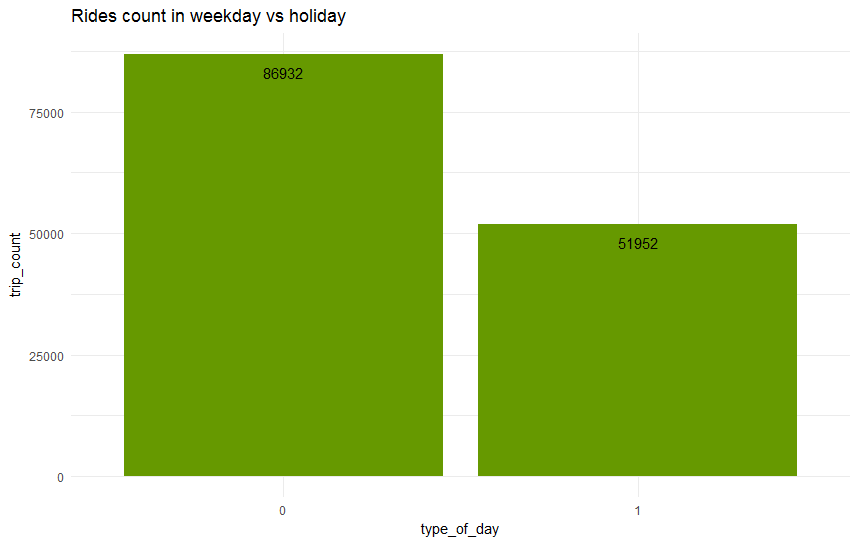 Rides count in weekday vs holiday
86932
75000
51952
50000
trip_count
25000
0
0 1
type_of_day